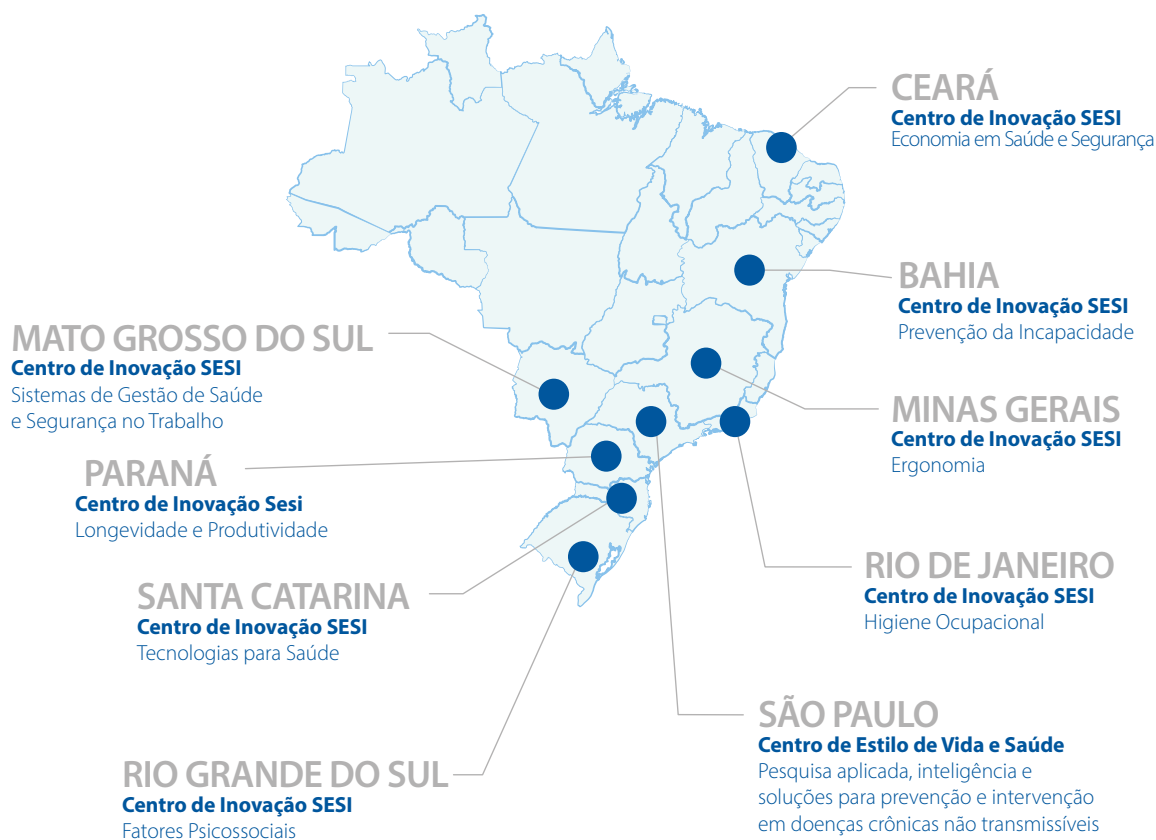 CEARÁ
Centro de Inovação SESI
Economia em Saúde e Segurança
BAHIA
Centro de Inovação SESI
Prevenção da Incapacidade
MATO GROSSO DO SUL
Centro de Inovação SESI
Sistemas de Gestão de Saúde
e Segurança no Trabalho
MINAS GERAIS
Centro de Inovação SESI
Ergonomia
PARANÁ
Centro de Inovação Sesi
Longevidade e Produtividade
RIO DE JANEIRO
Centro de Inovação SESI
Higiene Ocupacional
SANTA CATARINA
Centro de Inovação SESI
Tecnologias para Saúde
SÃO PAULO
Centro de Estilo de Vida e Saúde
Pesquisa aplicada, inteligência e
soluções para prevenção e intervenção
em doenças crônicas não transmissíveis
RIO GRANDE DO SUL
Centro de Inovação SESI
Fatores Psicossociais